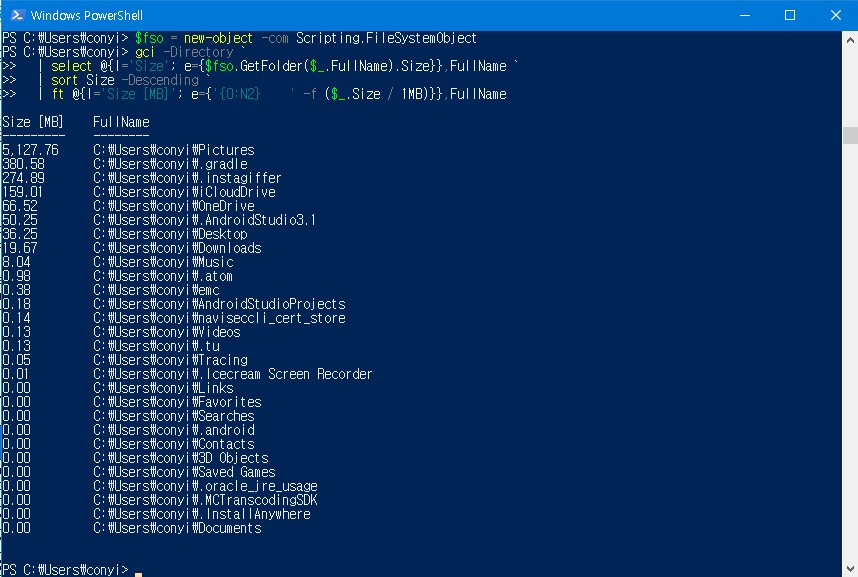 Windows PowerShell
PS C:₩Users₩conyi> $fso = new-object -com Scripting.FileSystemObject
PS C:₩Users₩conyi> gci -Directory `
>>   | select @{l='Size'; e={$fso.GetFolder($_.FullName).Size}},FullName `
>>   | sort Size -Descending `
>>   | ft @{l='Size [MB]'; e={'{0:N2}    ' -f ($_.Size / 1MB)}},FullName
Size [MB]    FullName
---------    --------
5,127.76     C:₩Users₩conyi₩Pictures
380.58       C:₩Users₩conyi₩.gradle
274.89       C:₩Users₩conyi₩.instagiffer
159.01       C:₩Users₩conyi₩iCloudDrive
66.52        C:₩Users₩conyi₩OneDrive
50.25        C:₩Users₩conyi₩.AndroidStudio3.1
36.25        C:₩Users₩conyi₩Desktop
19.67        C:₩Users₩conyi₩Downloads
8.04         C:₩Users₩conyi₩Music
0.98         C:₩Users₩conyi₩.atom
0.38         C:₩Users₩conyi₩emc
0.18         C:₩Users₩conyi₩AndroidStudioProjects
0.14         C:₩Users₩conyi₩naviseccli_cert_store
0.13         C:₩Users₩conyi₩Videos
0.13         C:₩Users₩conyi₩.tu
0.05         C:₩Users₩conyi₩Tracing
0.01         C:₩Users₩conyi₩.Icecream Screen Recorder
0.00         C:₩Users₩conyi₩Links
0.00         C:₩Users₩conyi₩Favorites
0.00         C:₩Users₩conyi₩Searches
0.00         C:₩Users₩conyi₩.android
0.00         C:₩Users₩conyi₩Contacts
0.00         C:₩Users₩conyi₩3D Objects
0.00         C:₩Users₩conyi₩Saved Games
0.00         C:₩Users₩conyi₩.oracle_jre_usage
0.00         C:₩Users₩conyi₩.MCTranscodingSDK
0.00         C:₩Users₩conyi₩.InstallAnywhere
0.00         C:₩Users₩conyi₩Documents
PS C:₩Users₩conyi>